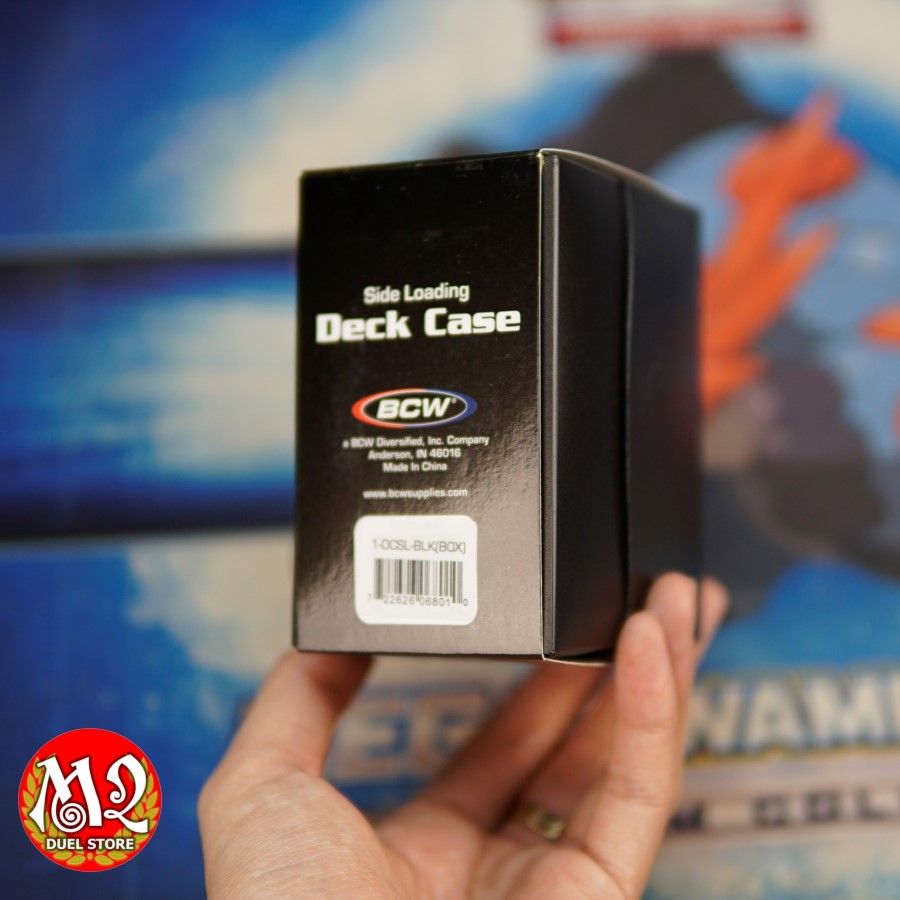 Side Loading
Deck Case
BCW®
a BCW Diversified, Inc. Company
Anderson, IN 46016
Made In China
www.bcwsupplies.com
1-DCSL-BLK(BOX)
7 22626 06801 0
M2
DUEL STORE